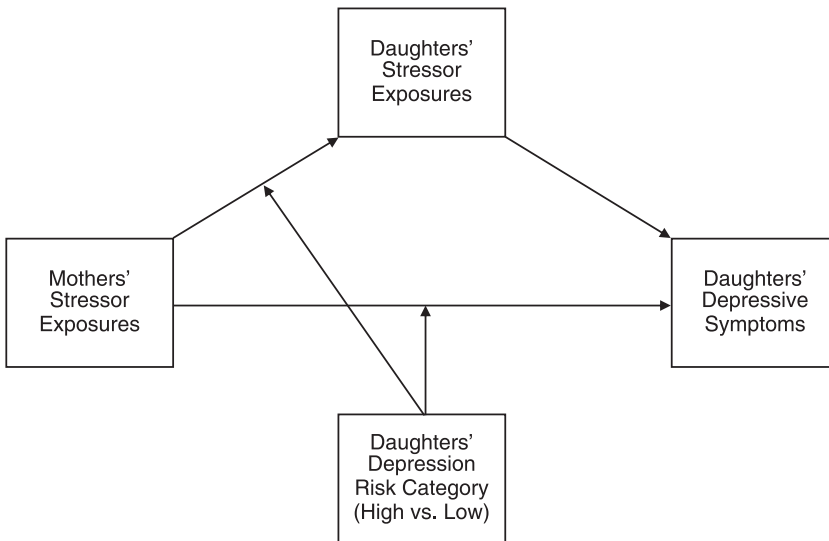 Daughters’
Stressor
Exposures
Mothers’
Stressor
Exposures
Daughters’
Depressive
Symptoms
Daughters’
Depression
Risk Category
(High vs. Low)